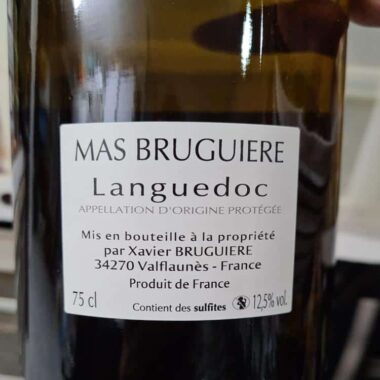 MAS BRUGUIERE
Languedoc
APPELLATION D'ORIGINE PROTÉGÉE
Mis en bouteille à la propriété
par Xavier BRUGUIERE
34270 Valflaunès - France
Produit de France
75 cl
Contient des sulfites 12,5% vol.